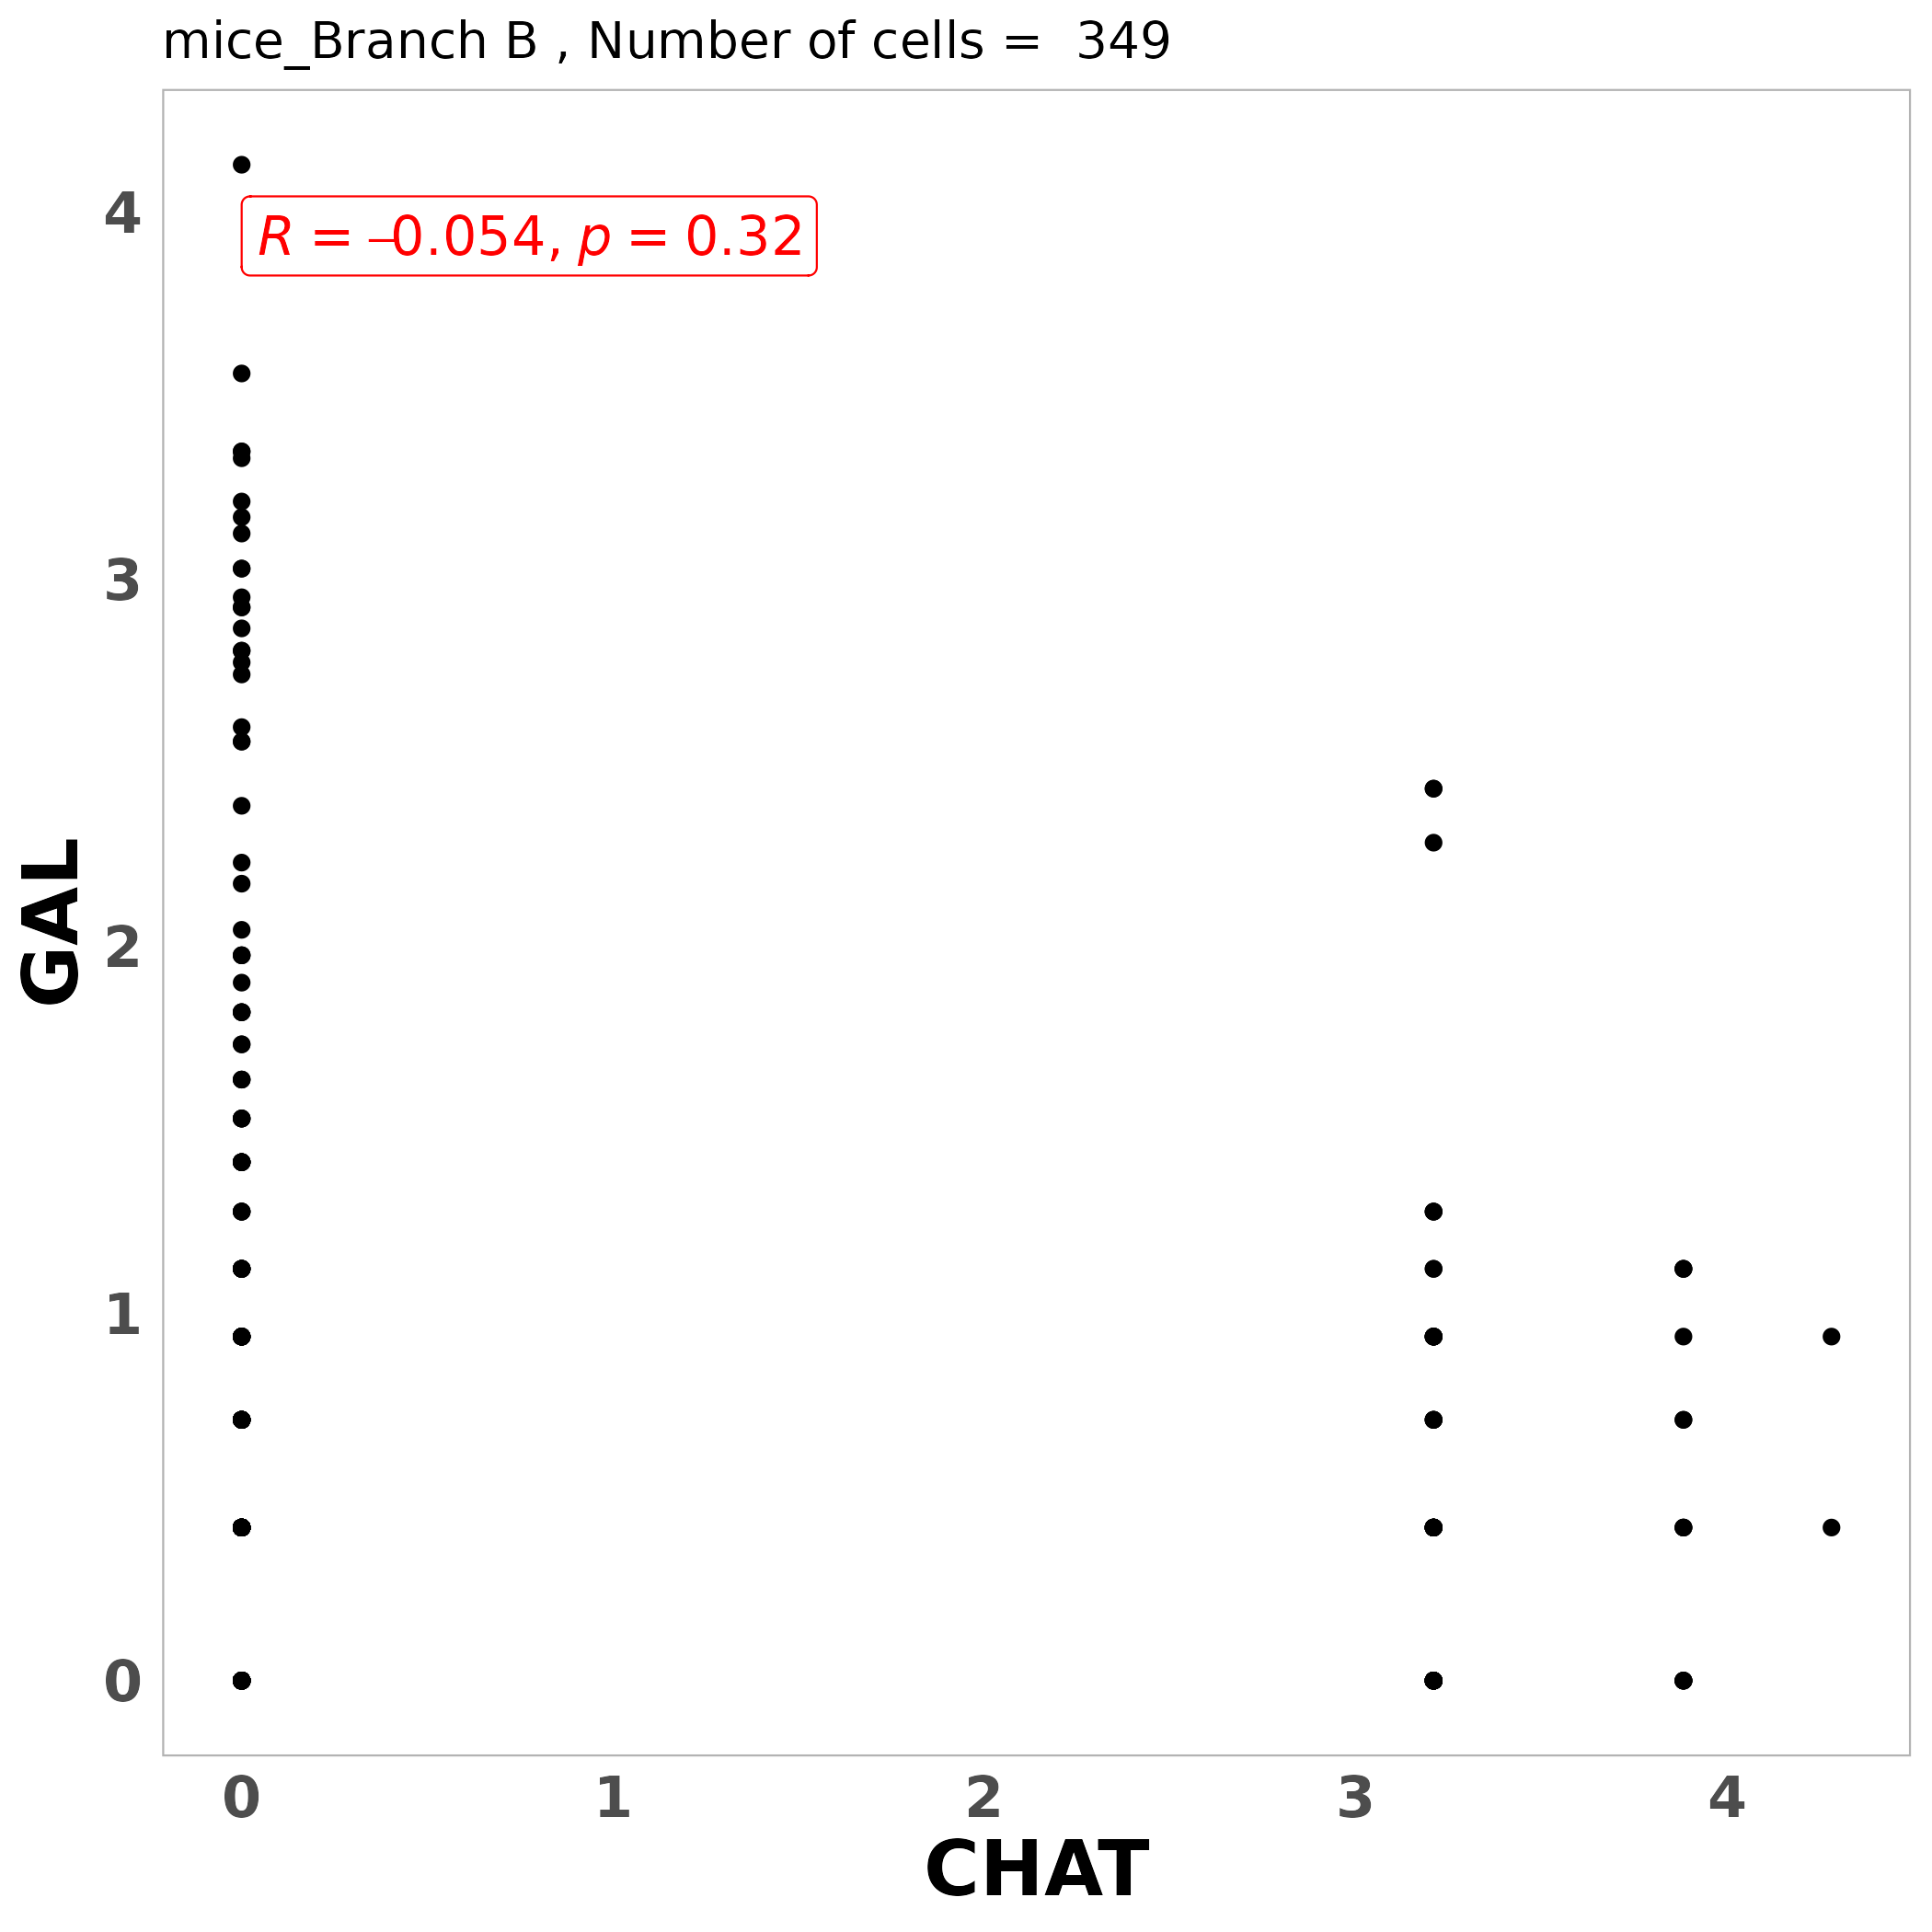 mice_Branch B , Number of cells =  349
R = –0.054, p = 0.32
4
3
2
1
0
GAL
0 1 2 3 4
CHAT